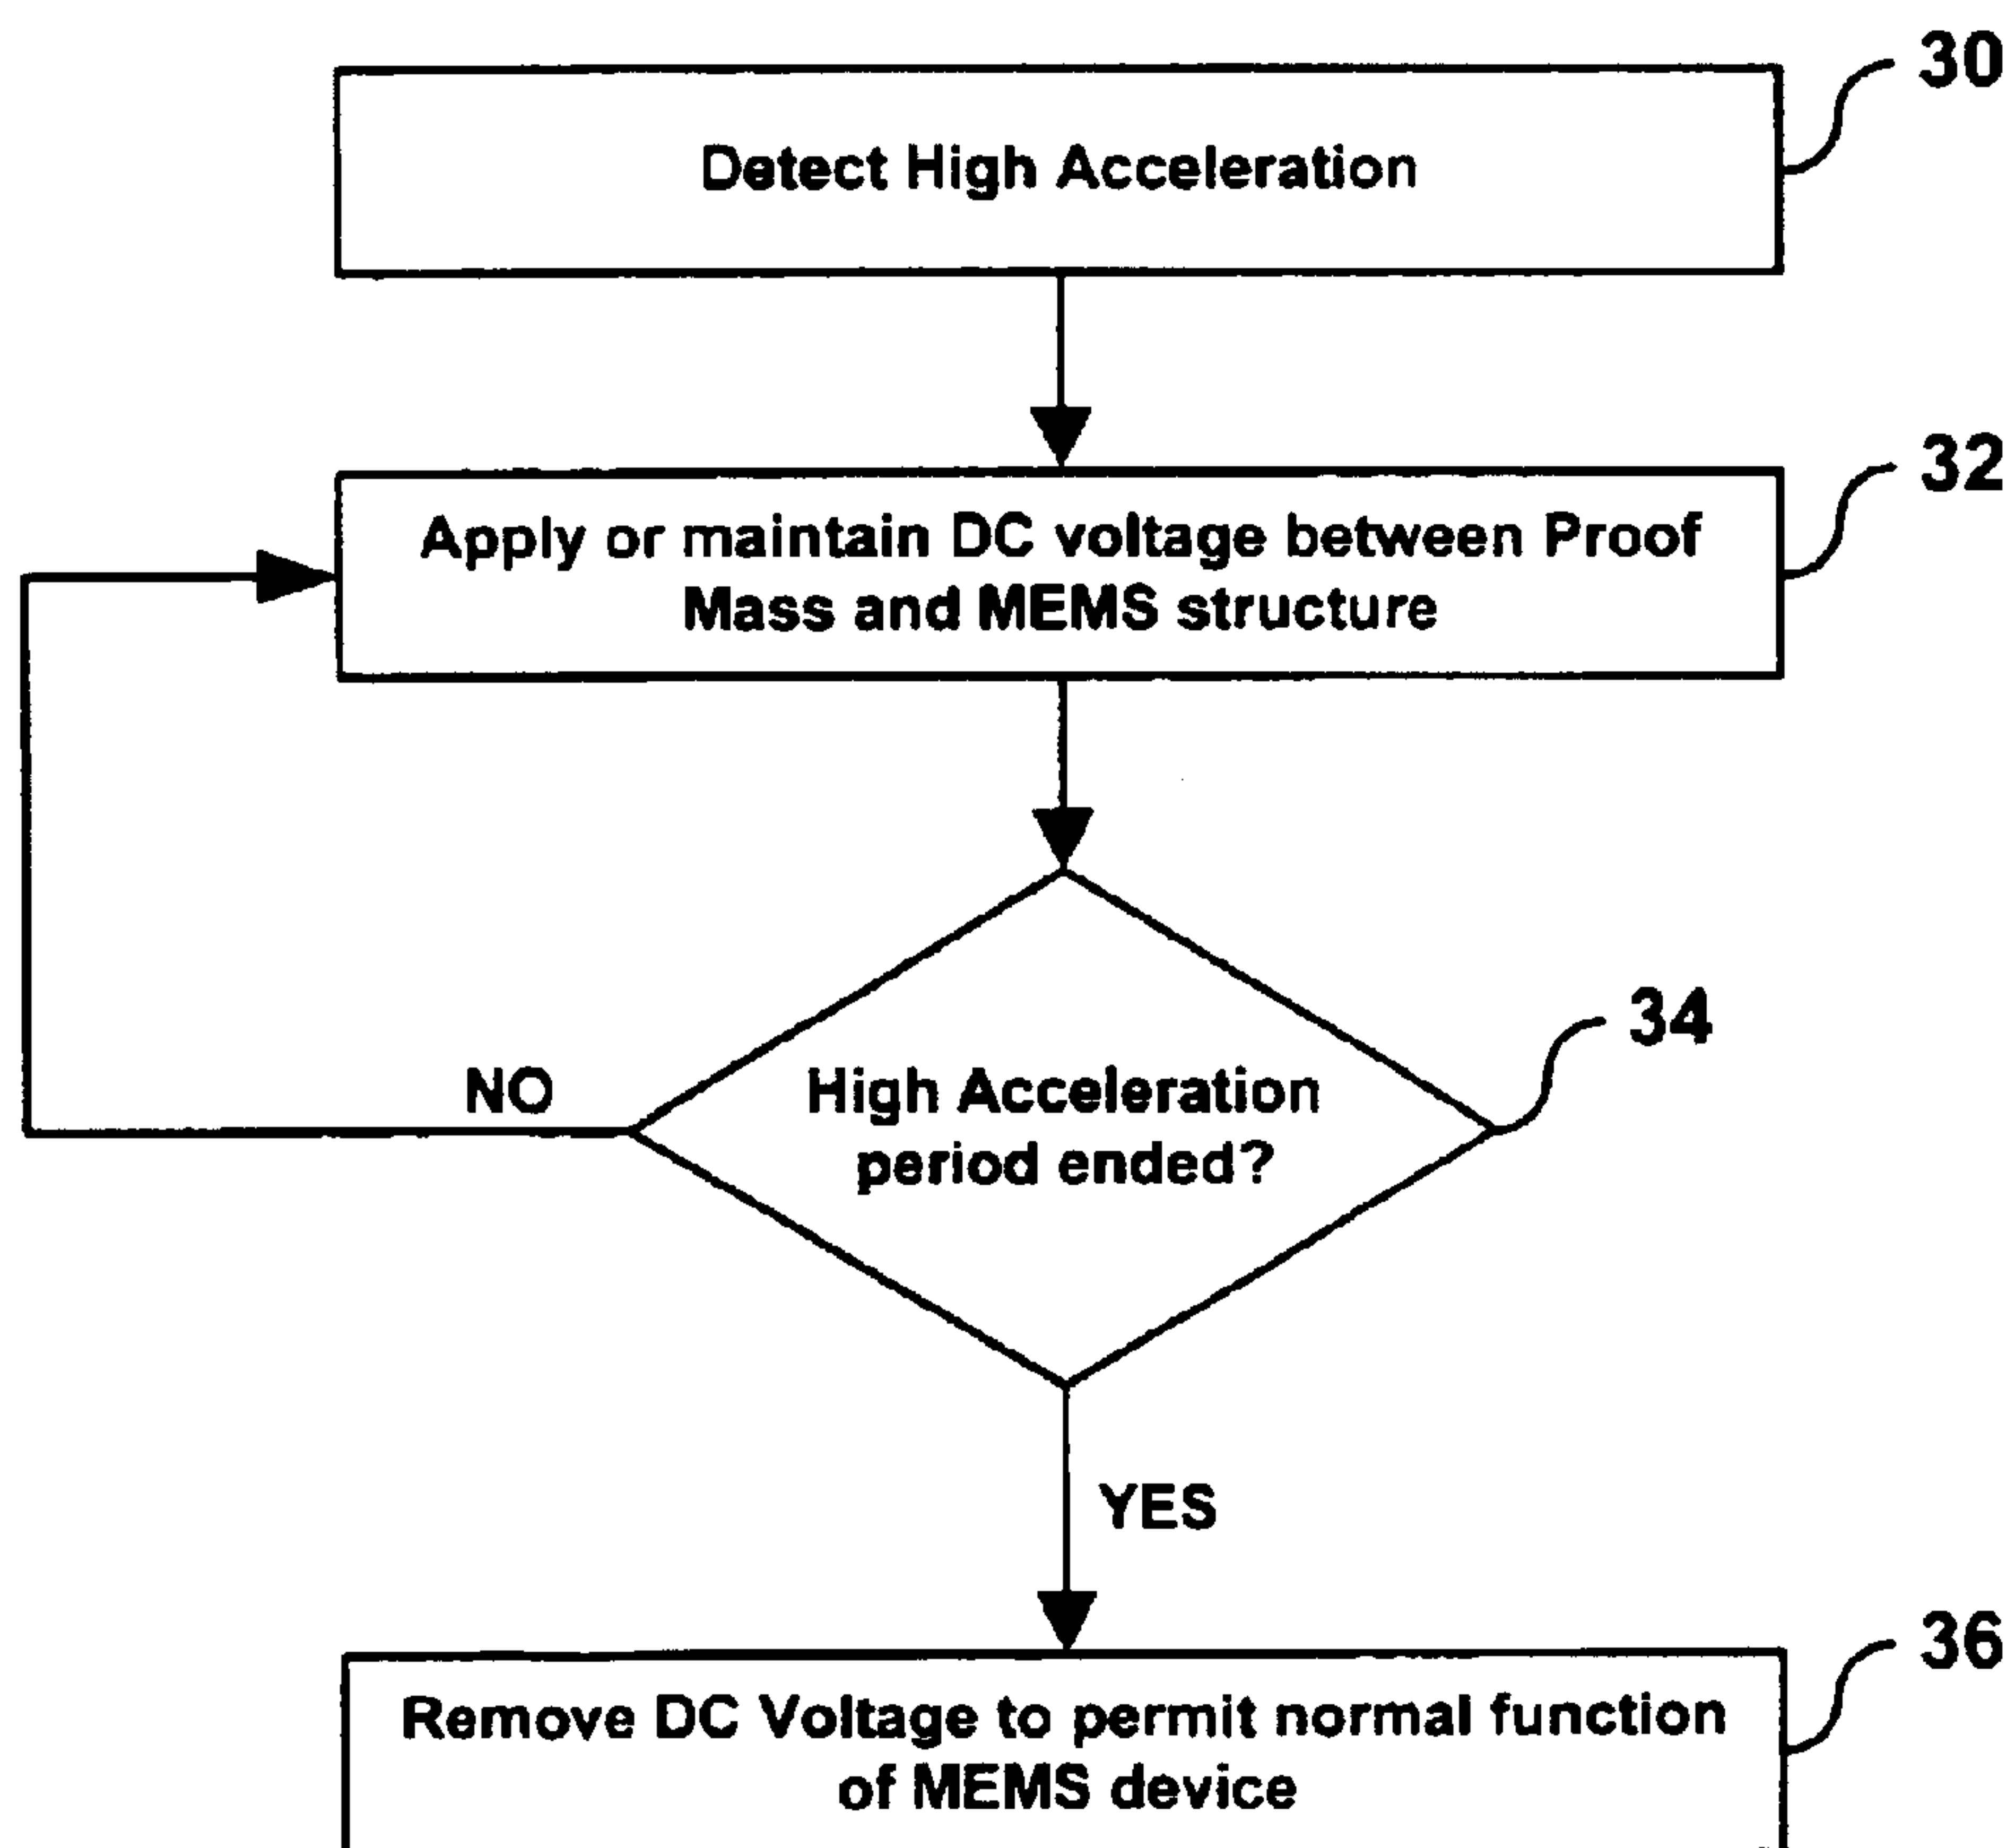 30
Detect High Acceleration
32
Apply or maintain DC voltage between Proof
Mass and MEMS structure
34
NO
High Acceleration
period ended?
YES
36
Remove DC Voltage to permit normal function
of MEMS device